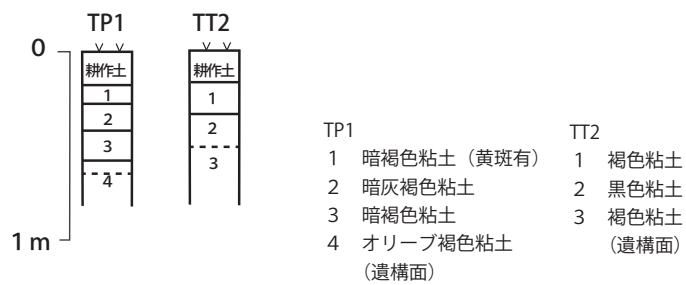 TP1
TT2
0
耕作土
1
2
3
4
耕作土
1
2
3
1 m
TP1
1 暗褐色粘土（黄斑有）
2 暗灰褐色粘土
3 暗褐色粘土
4 オリーブ褐色粘土
（遺構面）
TT2
1 褐色粘土
2 黒色粘土
3 褐色粘土
（遺構面）